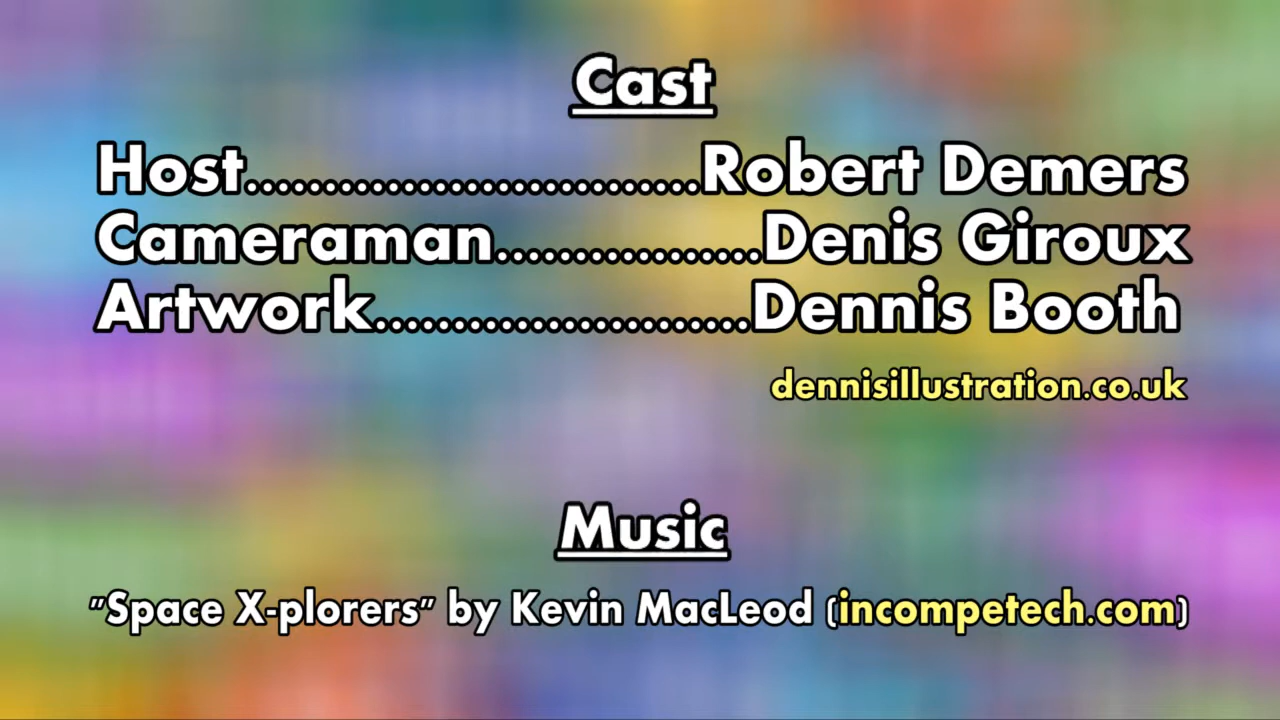 Cast
Host.............................Robert Demers
Cameraman.................Denis Giroux
Artwork........................Dennis Booth
dennisillustration.co.uk
Music
"Space X-plorers" by Kevin MacLeod (incompetech.com)